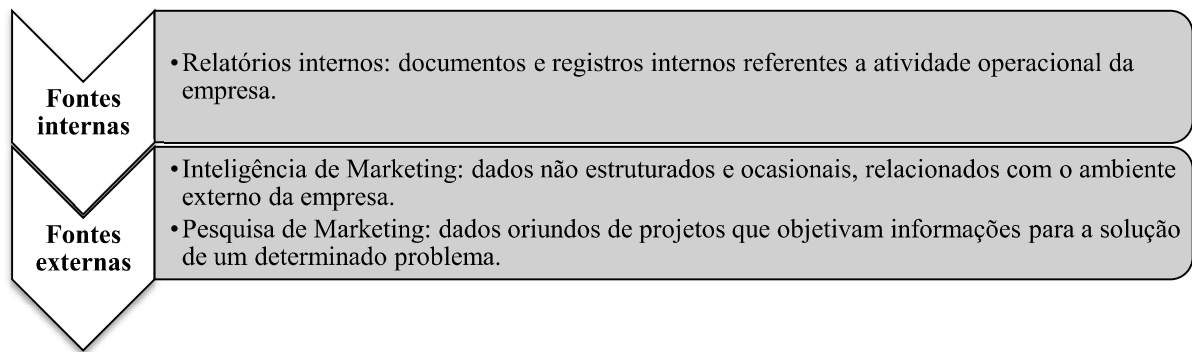 Fontes
internas
•Relatórios internos: documentos e registros internos referentes a atividade operacional da
empresa.
Fontes
externas
•Inteligência de Marketing: dados não estruturados e ocasionais, relacionados com o ambiente
externo da empresa.
•Pesquisa de Marketing: dados oriundos de projetos que objetivam informações para a solução
de um determinado problema.